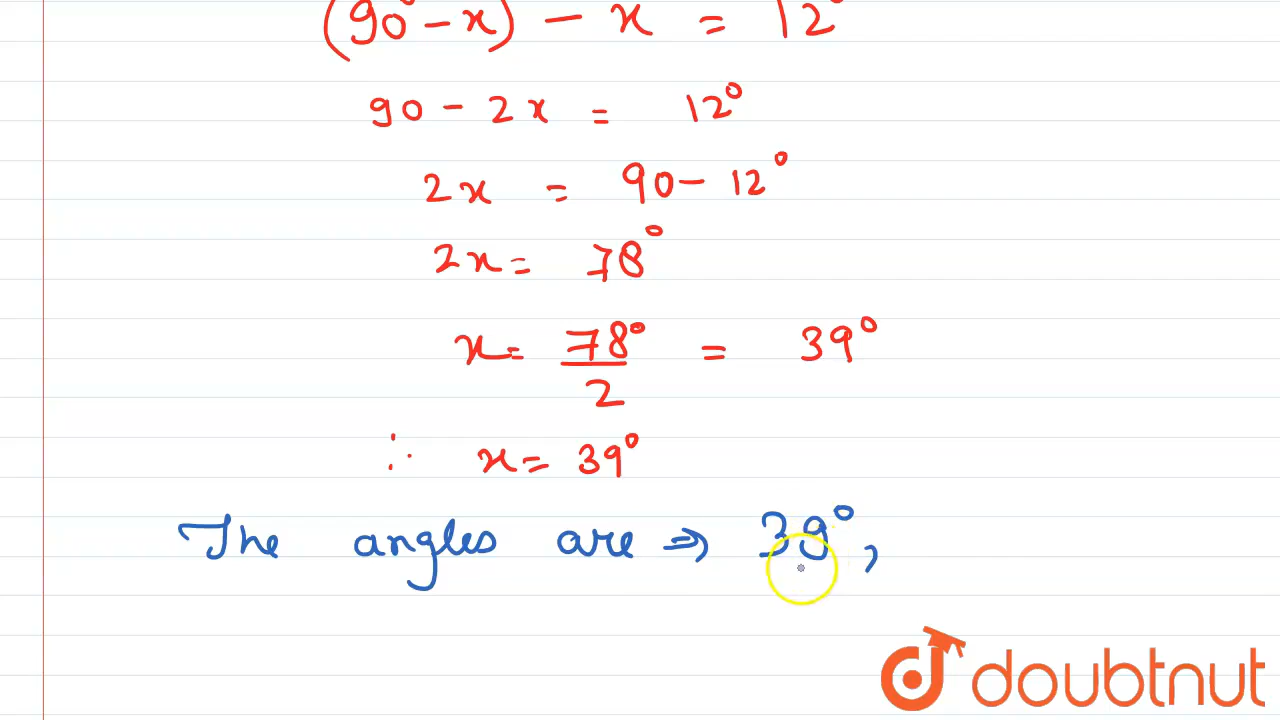 (90° - x) - x = 12°
90 - 2x = 12°
2x = 90 - 12°
2x = 78°
x = 78°/2 = 39°
∴ x = 39°
The angles are ⇒ 39°,
doubtnut